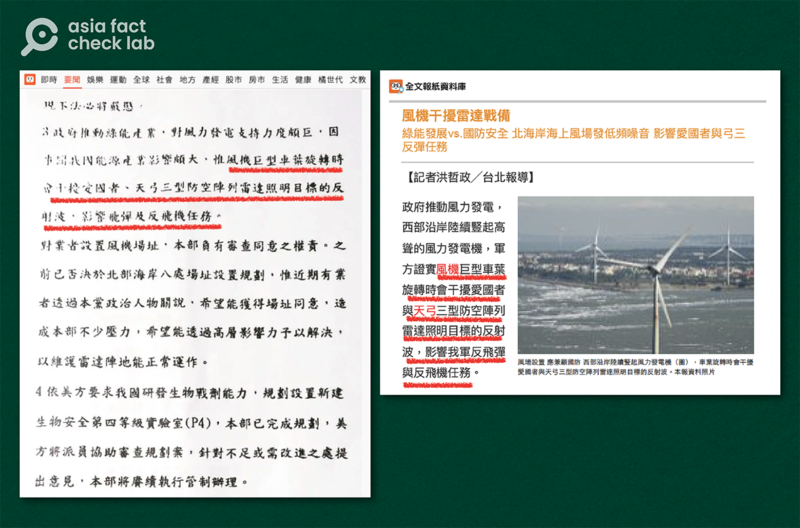 asia fact
check lab
即時 要聞 娛樂 運動 全球 社會 地方 產經 股市 房市 生活 健康 橘世代 文教
3 政府推動綠能產業，對風力發電支持力度頗巨，因
事關我國能源產業影響頗大，惟風機巨型車葉旋轉時
會干擾愛國者、天弓三型防空陣列雷達照明目標的反
射波，影響飛彈及反飛機任務。
對業者設置風機場址，本部負有審查同意之權責。之
前已否決於北部海岸八處場址設置規劃，惟近期有業
者透過本黨政治人物關說，希望能獲得場址同意，造
成本部不少壓力，希望能透過高層影響力予以解決，
以維護雷達陣地能正常運作。
4 依美方要求我國研發生物戰劑能力，規劃設置新建
生物安全第四等級實驗室(P4)，本部已完成規劃，美
方將派員協助審查規劃案，針對不足或需改進之處提
出意見，本部將賡續執行管制辦理。
全文報紙資料庫
風機干擾雷達戰備
綠能發展vs.國防安全 北海岸海上風場發低頻噪音 影響愛國者與弓三
反彈任務
【記者洪哲政／台北報導】
政府推動風力發電，
西部沿岸陸續豎起高
聳的風力發電機，軍
方證實風機巨型車葉
旋轉時會干擾愛國者
與天弓三型防空陣列
雷達照明目標的反射
波，影響我軍反飛彈
與反飛機任務。
風場設置 應兼顧國防 西部沿岸陸續豎起風力發電機（圖），車葉旋轉時會干擾
愛國者與天弓三型防空陣列雷達照明目標的反射波。本報資料照片